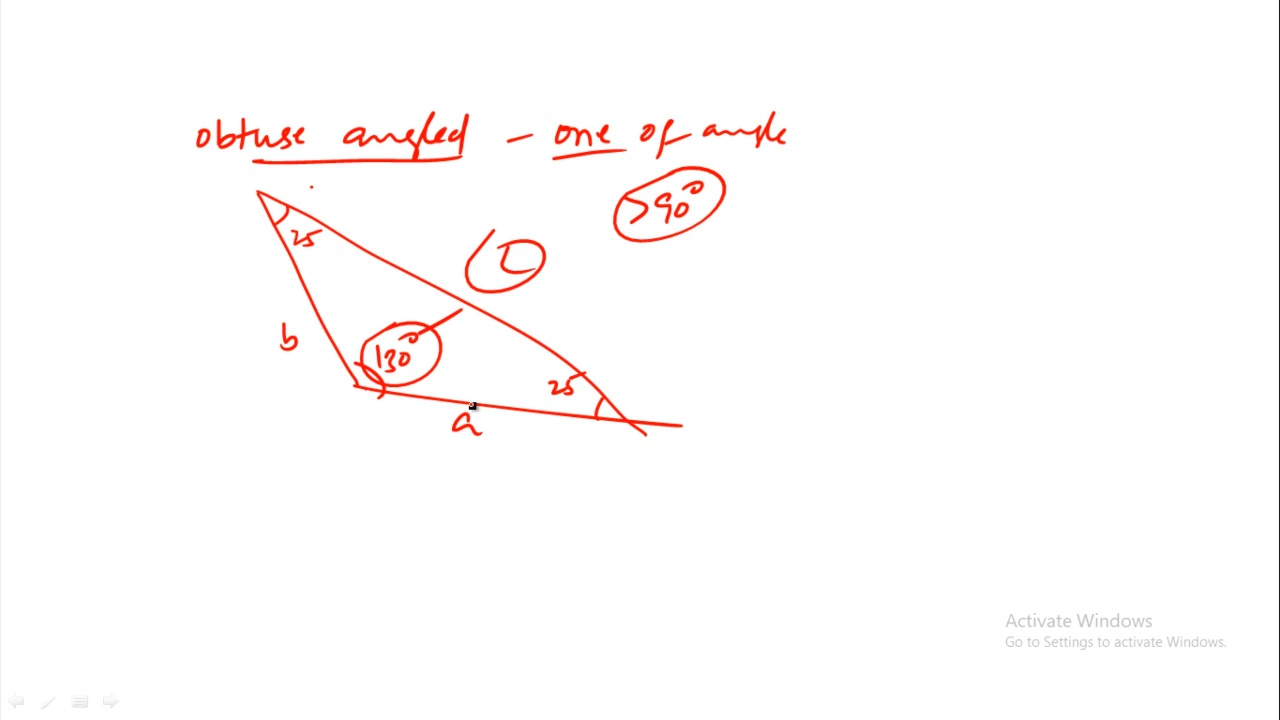 obtuse angled - one of angle
>90°
25
b
130°
25
a
Activate Windows
Go to Settings to activate Windows.